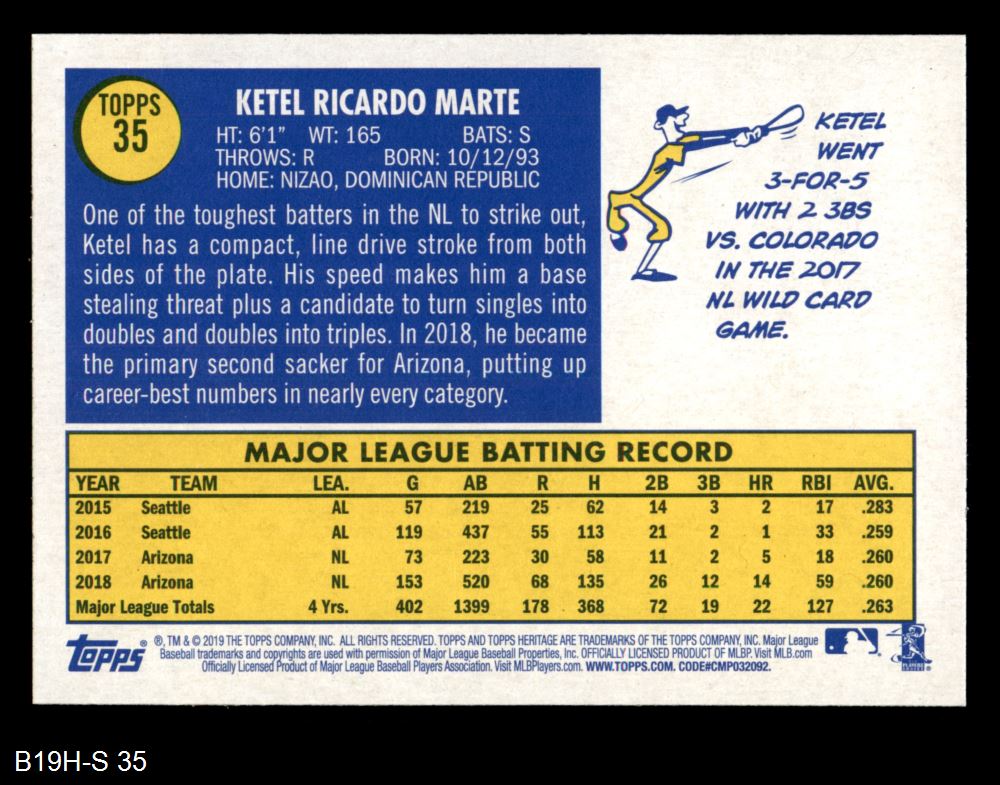 TOPPS
35
KETEL RICARDO MARTE
HT: 6'1" WT: 165 BATS: S
THROWS: R BORN: 10/12/93
HOME: NIZAO, DOMINICAN REPUBLIC
One of the toughest batters in the NL to strike out,
Ketel has a compact, line drive stroke from both
sides of the plate. His speed makes him a base
stealing threat plus a candidate to turn singles into
doubles and doubles into triples. In 2018, he became
the primary second sacker for Arizona, putting up
career-best numbers in nearly every category.
KETEL
WENT
3-FOR-5
WITH 2 3BS
VS. COLORADO
IN THE 2017
NL WILD CARD
GAME.
MAJOR LEAGUE BATTING RECORD
YEAR TEAM LEA. G AB R H 2B 3B HR RBI AVG.
2015 Seattle AL 57 219 25 62 14 3 2 17 .283
2016 Seattle AL 119 437 55 113 21 2 1 33 .259
2017 Arizona NL 73 223 30 58 11 2 5 18 .260
2018 Arizona NL 153 520 68 135 26 12 14 59 .260
Major League Totals 4 Yrs. 402 1399 178 368 72 19 22 127 .263
Topps ® ®, TM & © 2019 THE TOPPS COMPANY, INC. ALL RIGHTS RESERVED. TOPPS AND TOPPS HERITAGE ARE TRADEMARKS OF THE TOPPS COMPANY, INC. Major League
Baseball trademarks and copyrights are used with permission of Major League Baseball Properties, Inc. OFFICIALLY LICENSED PRODUCT OF MLBP. Visit MLB.com
Officially Licensed Product of Major League Baseball Players Association. Visit MLBPlayers.com. WWW.TOPPS.COM. CODE#CMP032092.
B19H-S 35